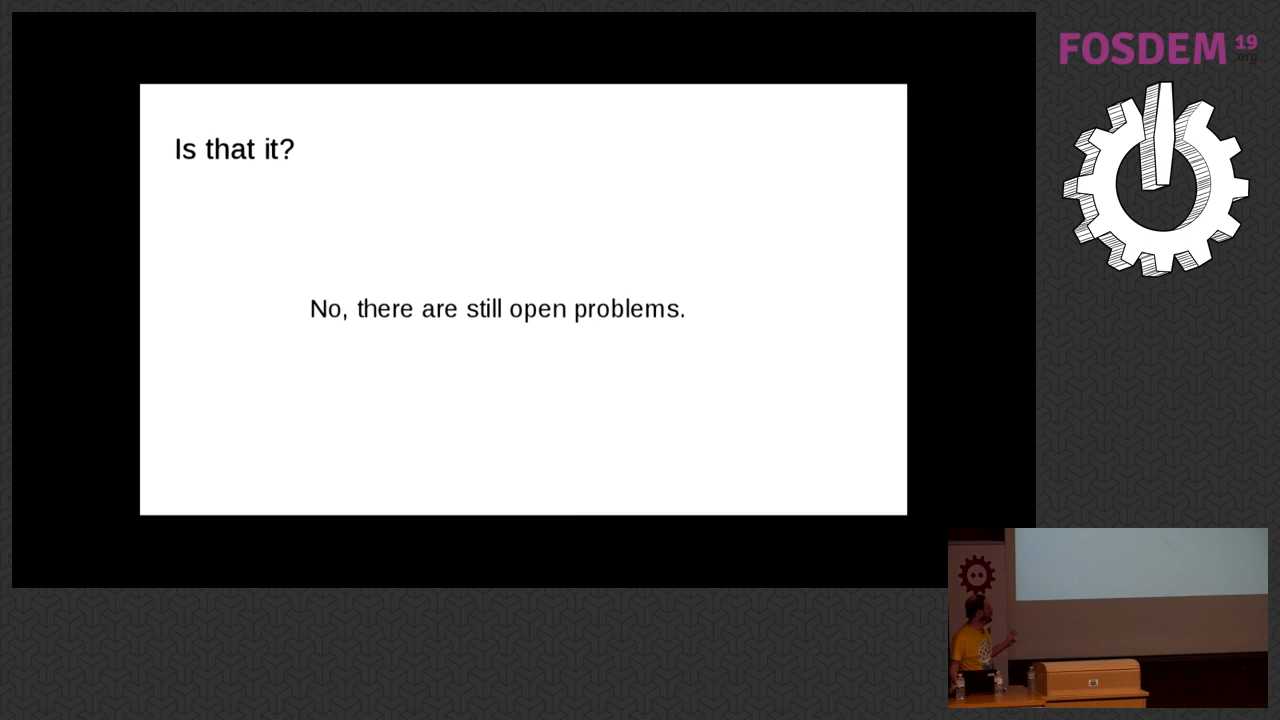 FOSDEM 19
.org
Is that it?
No, there are still open problems.